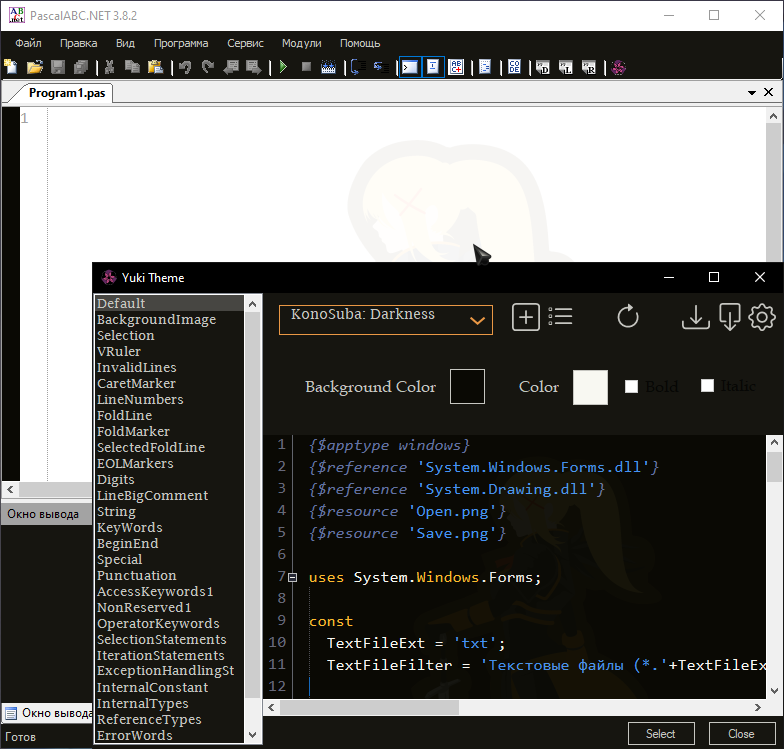 PascalABC.NET 3.8.2
Файл Правка Вид Программа Сервис Модули Помощь
Program1.pas
1
Yuki Theme
Default
BackgroundImage
Selection
VRuler
InvalidLines
CaretMarker
LineNumbers
FoldLine
FoldMarker
SelectedFoldLine
EOLMarkers
Digits
LineBigComment
String
KeyWords
BeginEnd
Special
Punctuation
AccessKeywords1
NonReserved1
OperatorKeywords
SelectionStatements
IterationStatements
ExceptionHandlingSt
InternalConstant
InternalTypes
ReferenceTypes
ErrorWords
KonoSuba: Darkness
Background Color Color Bold Italic
1 {$apptype windows}
2 {$reference 'System.Windows.Forms.dll'}
3 {$reference 'System.Drawing.dll'}
4 {$resource 'Open.png'}
5 {$resource 'Save.png'}
6
7 uses System.Windows.Forms;
8
9 const
10 TextFileExt = 'txt';
11 TextFileFilter = 'Текстовые файлы (*.'+TextFileEx
12
Select Close
Окно вывода
Окно вывода
Готов